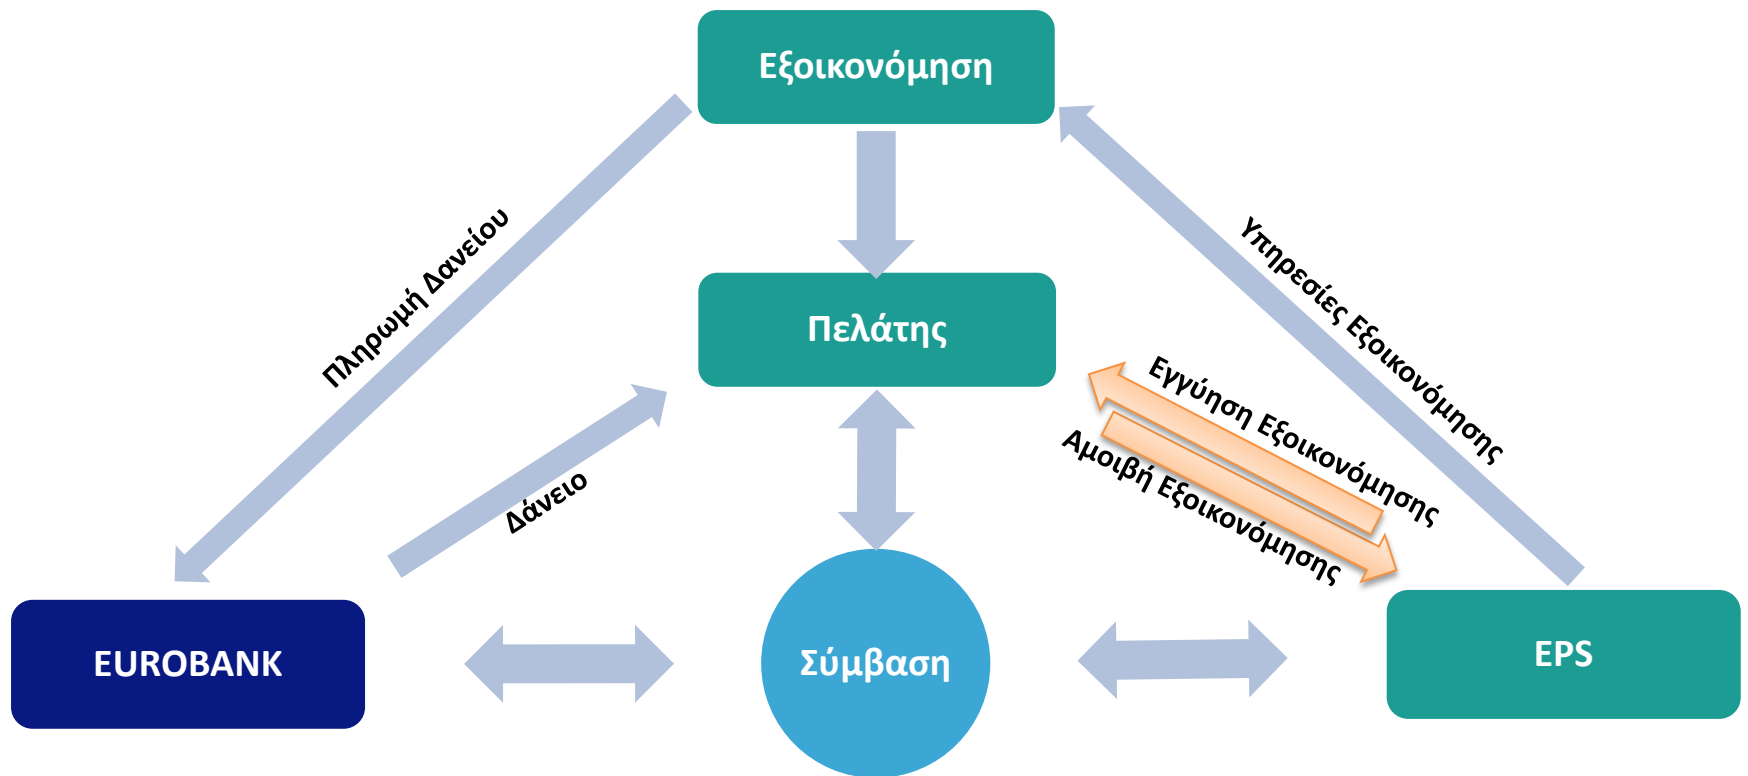 Εξοικονόμηση
Πληρωμή Δανείου
Υπηρεσίες Εξοικονόμησης
Πελάτης
Εγγύηση Εξοικονόμησης
Αμοιβή Εξοικονόμησης
Δάνειο
EUROBANK
Σύμβαση
EPS